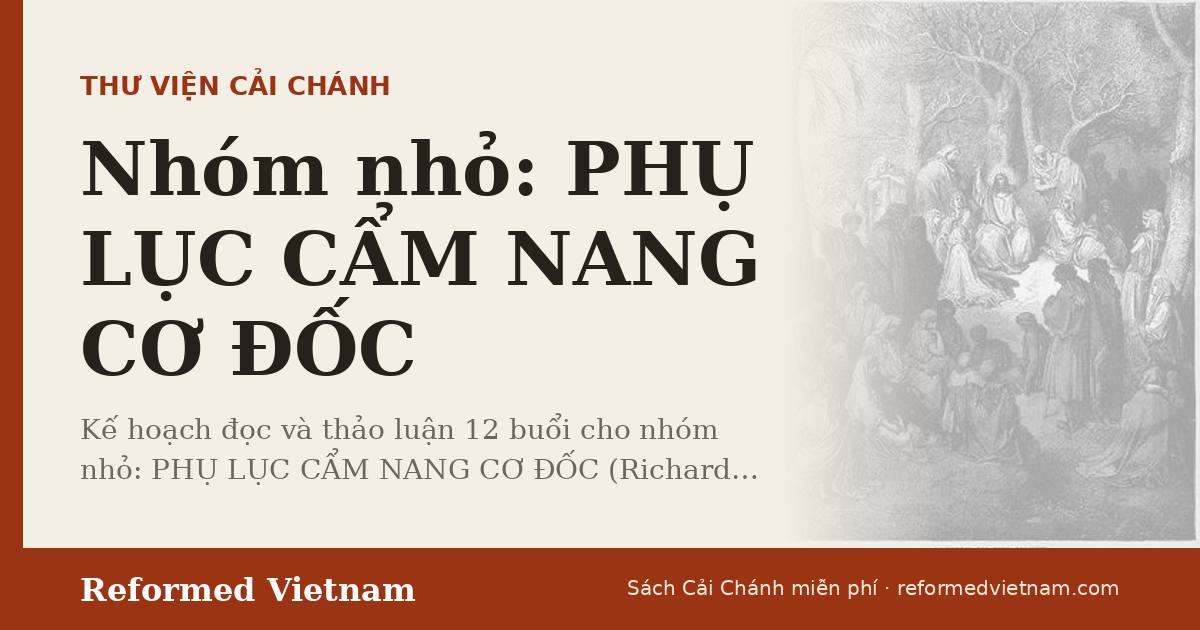 THƯ VIỆN CẢI CHÁNH
Nhóm nhỏ: PHỤ
LỤC CẨM NANG
CƠ ĐỐC
Kế hoạch đọc và thảo luận 12 buổi cho nhóm
nhỏ: PHỤ LỤC CẨM NANG CƠ ĐỐC (Richard...
Reformed Vietnam
Sách Cải Chánh miễn phí · reformedvietnam.com